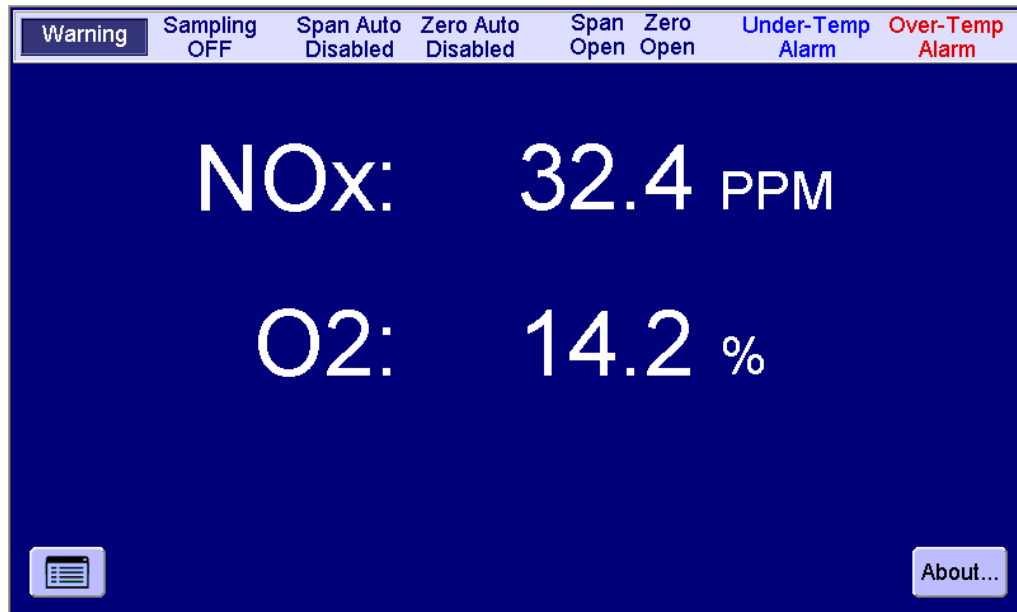 Warning
Sampling OFF
Span Auto Disabled
Zero Auto Disabled
Span Open
Zero Open
Under-Temp Alarm
Over-Temp Alarm
NOx: 32.4 PPM
O2: 14.2 %
About...